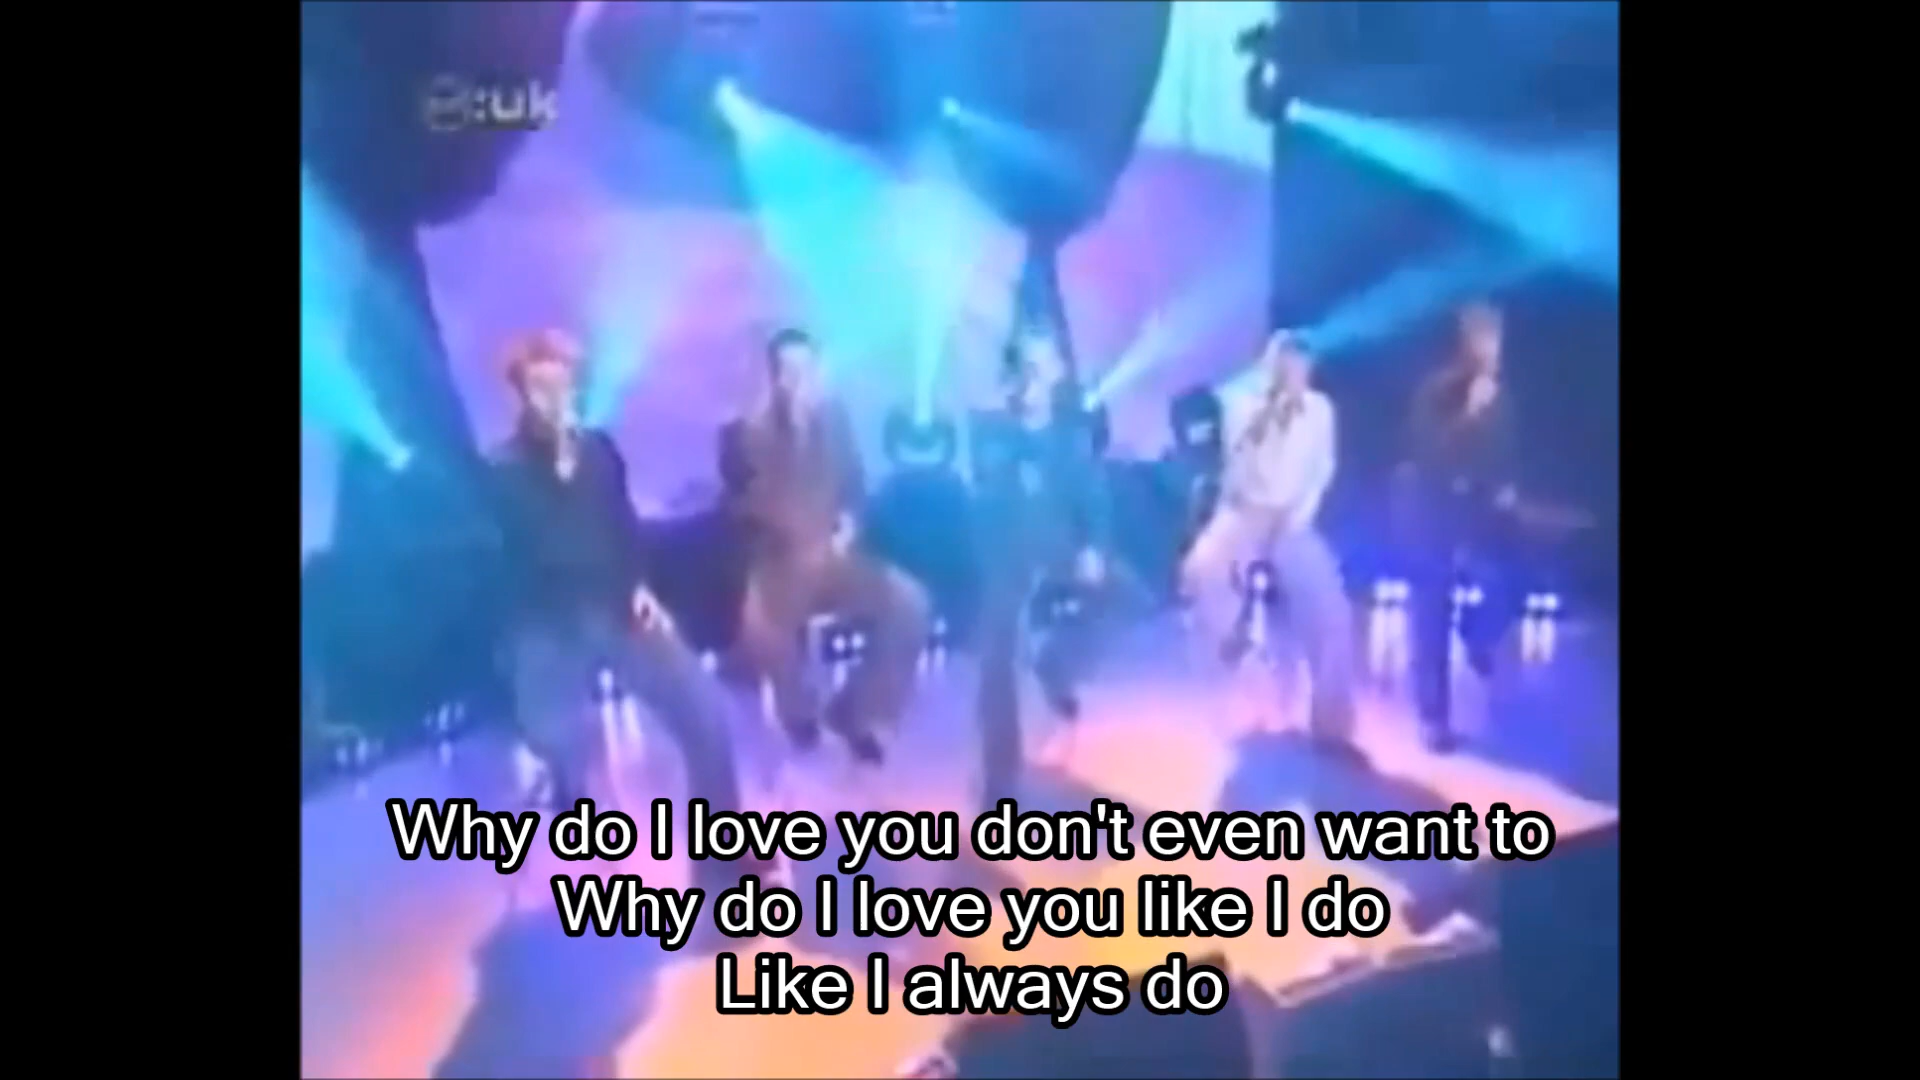 :uk
Why do I love you don't even want to
Why do I love you like I do
Like I always do